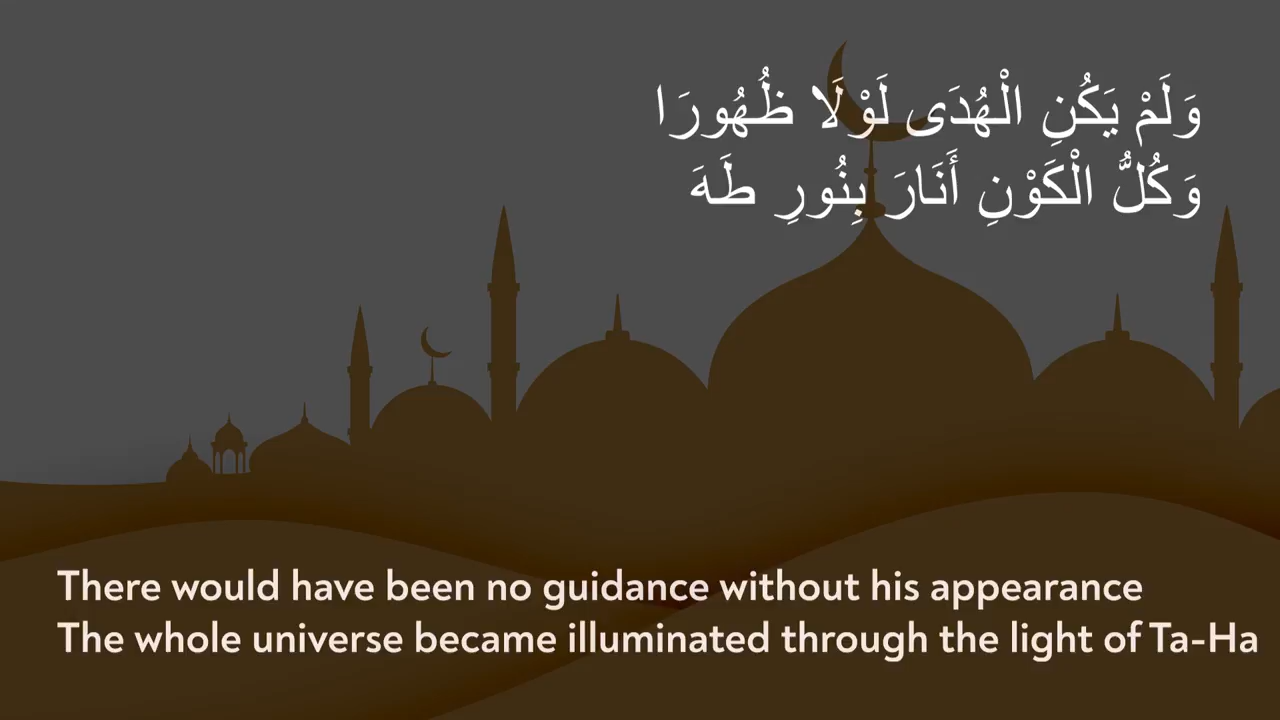 وَلَمْ يَكُنِ الْهُدَى لَوْلَا ظُهُورَا
وَكُلُّ الْكَوْنِ أَنَارَ بِنُورِ طَهَ
There would have been no guidance without his appearance
The whole universe became illuminated through the light of Ta-Ha